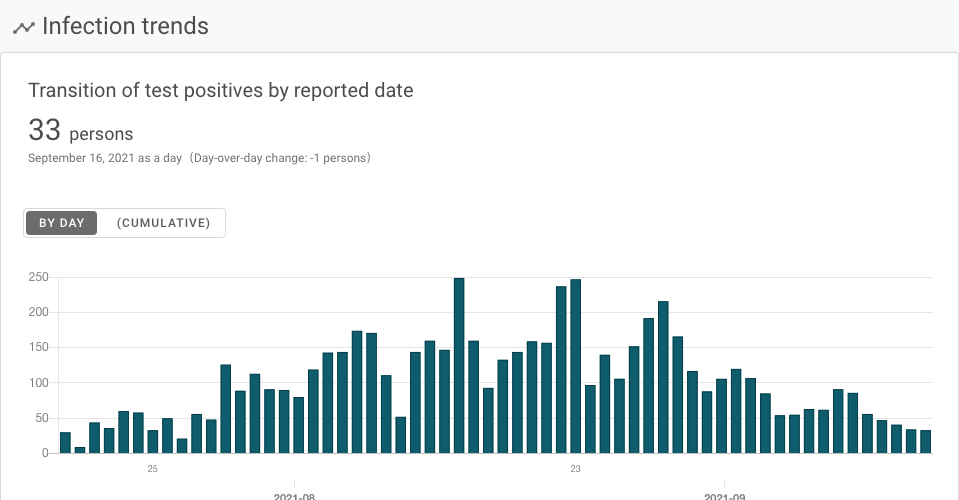 Infection trends
Transition of test positives by reported date
33 persons
September 16, 2021 as a day（Day-over-day change: -1 persons）
BY DAY (CUMULATIVE)
250
200
150
100
50
0
25 23
2021-08 2021-09